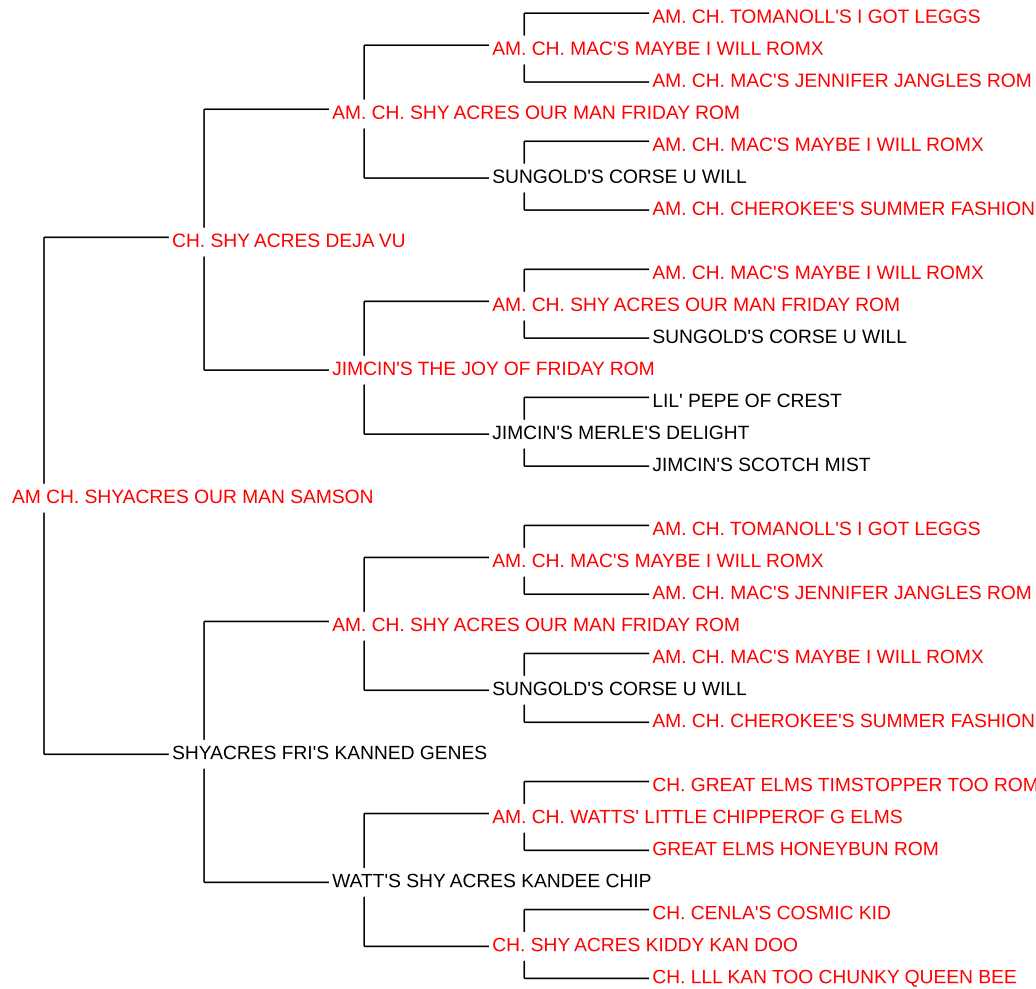 AM. CH. TOMANOLL'S I GOT LEGGS
AM. CH. MAC'S MAYBE I WILL ROMX
AM. CH. MAC'S JENNIFER JANGLES ROM
AM. CH. SHY ACRES OUR MAN FRIDAY ROM
AM. CH. MAC'S MAYBE I WILL ROMX
SUNGOLD'S CORSE U WILL
AM. CH. CHEROKEE'S SUMMER FASHION
CH. SHY ACRES DEJA VU
AM. CH. MAC'S MAYBE I WILL ROMX
AM. CH. SHY ACRES OUR MAN FRIDAY ROM
SUNGOLD'S CORSE U WILL
JIMCIN'S THE JOY OF FRIDAY ROM
LIL' PEPE OF CREST
JIMCIN'S MERLE'S DELIGHT
JIMCIN'S SCOTCH MIST
AM CH. SHYACRES OUR MAN SAMSON
AM. CH. TOMANOLL'S I GOT LEGGS
AM. CH. MAC'S MAYBE I WILL ROMX
AM. CH. MAC'S JENNIFER JANGLES ROM
AM. CH. SHY ACRES OUR MAN FRIDAY ROM
AM. CH. MAC'S MAYBE I WILL ROMX
SUNGOLD'S CORSE U WILL
AM. CH. CHEROKEE'S SUMMER FASHION
SHYACRES FRI'S KANNED GENES
CH. GREAT ELMS TIMSTOPPER TOO ROM
AM. CH. WATTS' LITTLE CHIPPEROF G ELMS
GREAT ELMS HONEYBUN ROM
WATT'S SHY ACRES KANDEE CHIP
CH. CENLA'S COSMIC KID
CH. SHY ACRES KIDDY KAN DOO
CH. LLL KAN TOO CHUNKY QUEEN BEE